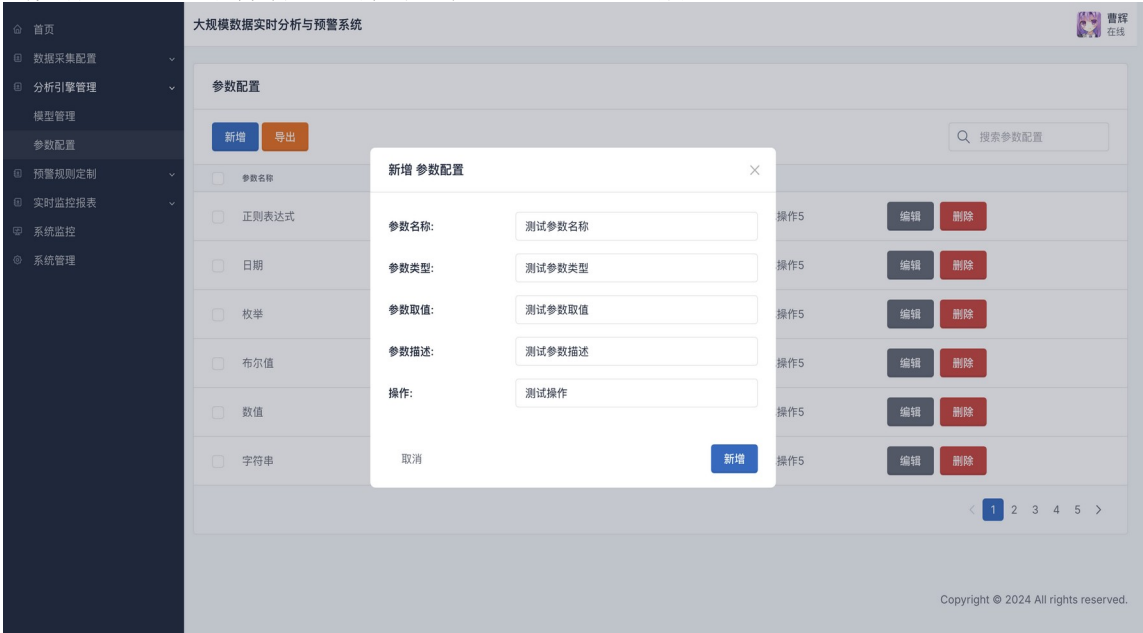 首页
数据采集配置
分析引擎管理
模型管理
参数配置
预警规则定制
实时监控报表
系统监控
系统管理
大规模数据实时分析与预警系统
曹辉
在线
参数配置
新增 导出
搜索参数配置
参数名称
正则表达式 操作5 编辑 删除
日期 操作5 编辑 删除
枚举 操作5 编辑 删除
布尔值 操作5 编辑 删除
数值 操作5 编辑 删除
字符串 操作5 编辑 删除
新增 参数配置
参数名称: 测试参数名称
参数类型: 测试参数类型
参数取值: 测试参数取值
参数描述: 测试参数描述
操作: 测试操作
取消 新增
1 2 3 4 5
Copyright © 2024 All rights reserved.